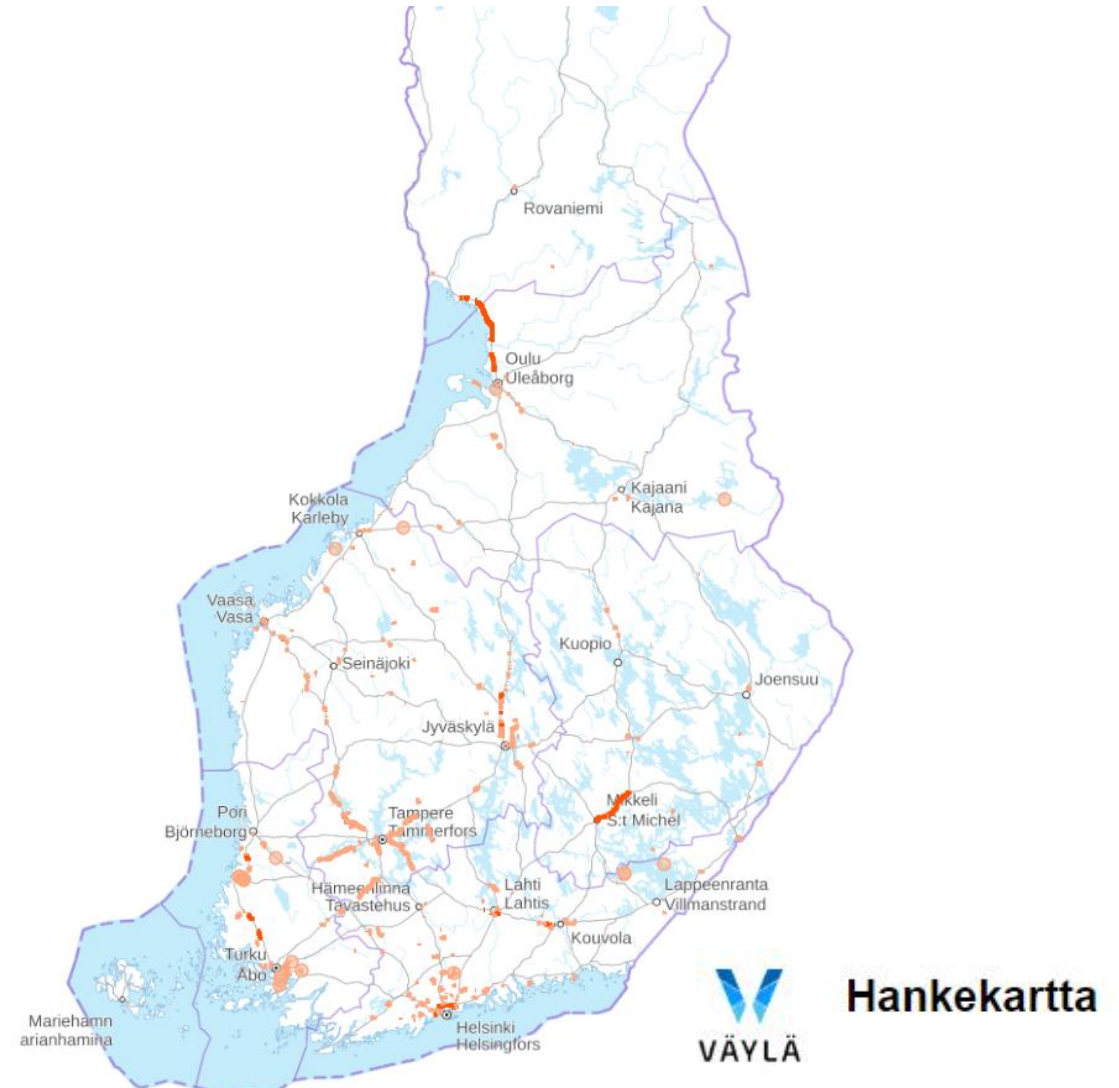 Rovaniemi
Oulu
Uleåborg
Kajaani
Kajana
Kokkola
Karleby
Vaasa
Vasa
Kuopio
Seinäjoki
Joensuu
Jyväskylä
Mikkeli
S:t Michel
Pori
Björneborg
Tampere
Tammerfors
Hämeenlinna
Tavastehus
Lahti
Lahtis
Lappeenranta
Villmanstrand
Kouvola
Turku
Åbo
Mariehamn
arianhamina
Helsinki
Helsingfors
VÄYLÄ
Hankekartta